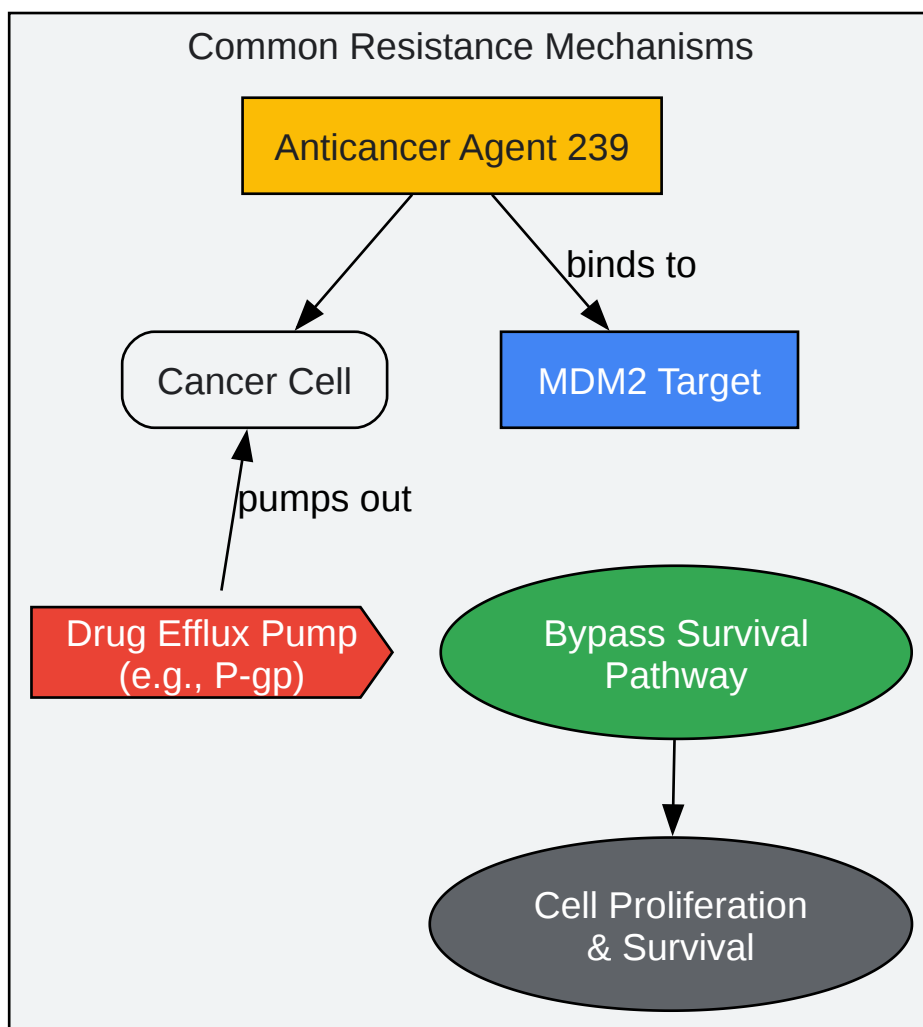 Common Resistance Mechanisms
Anticancer Agent 239
binds to
Cancer Cell
MDM2 Target
pumps out
Drug Efflux Pump
(e.g., P-gp)
Bypass Survival
Pathway
Cell Proliferation
& Survival